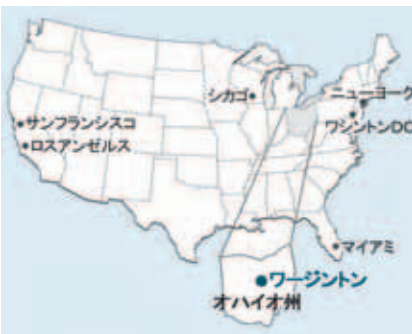 シカゴ
ニューヨーク
ワシントンDC
サンフランシスコ
ロスアンゼルス
マイアミ
ワージントン
オハイオ州